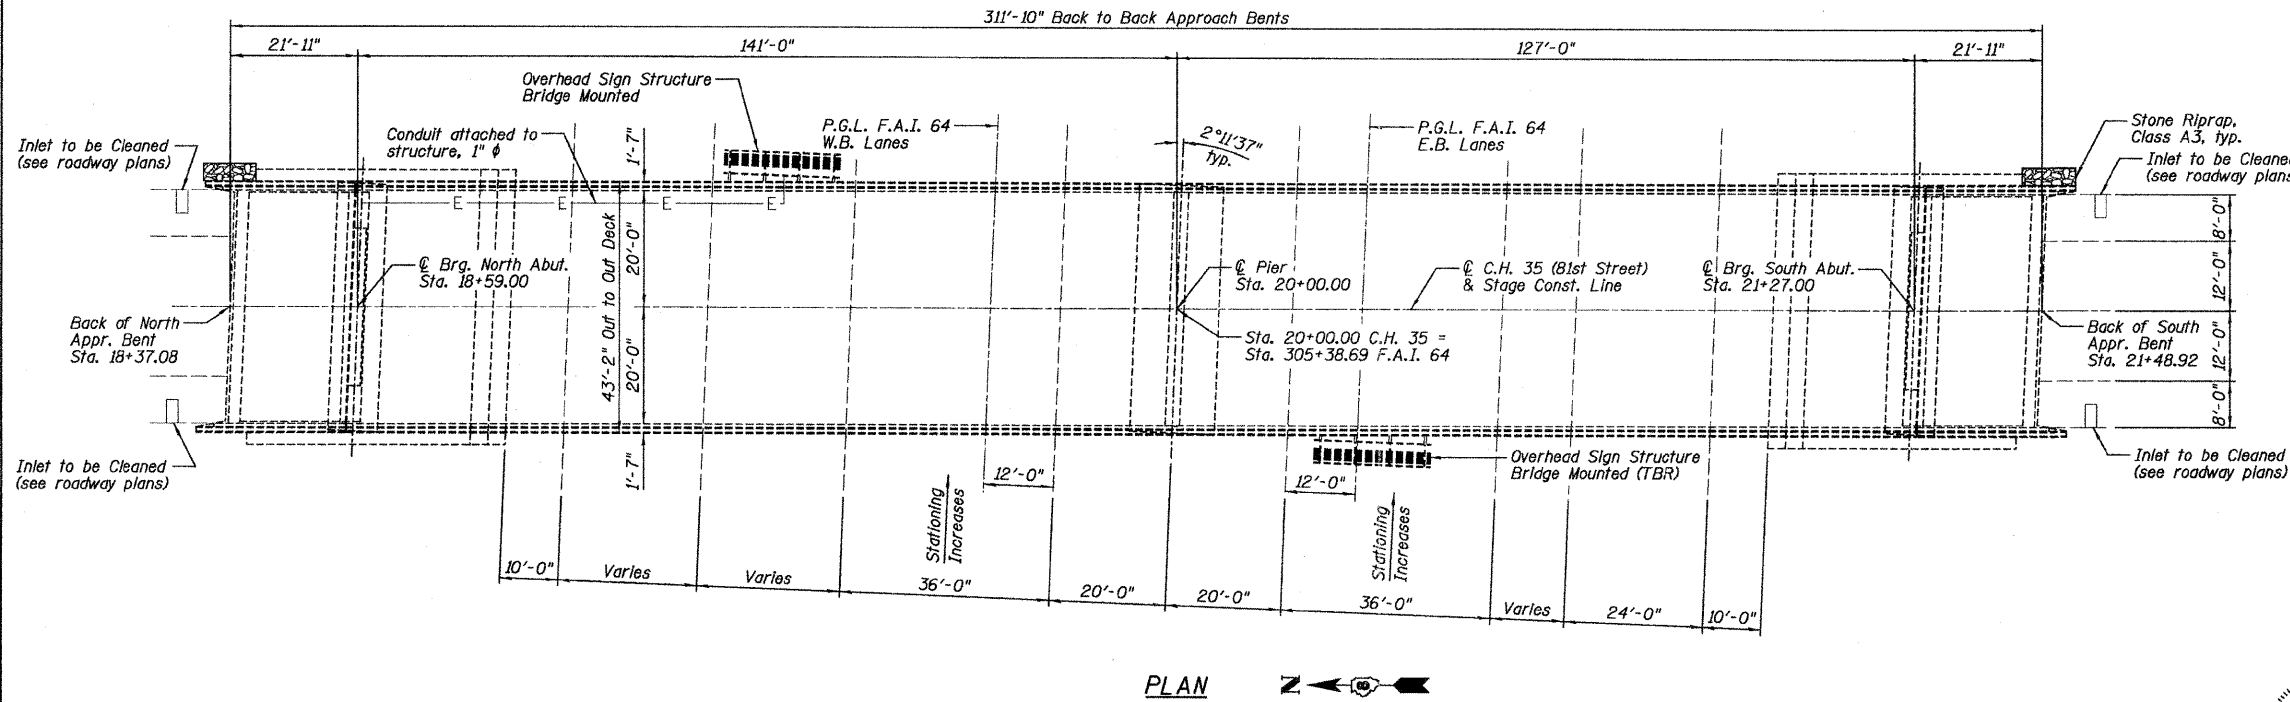 311'-10" Back to Back Approach Bents
21'-11"
141'-0"
127'-0"
21'-11"
Overhead Sign Structure
Bridge Mounted
Inlet to be Cleaned
(see roadway plans)
Conduit attached to
structure, 1" φ
1'-7"
P.G.L. F.A.I. 64
W.B. Lanes
2°11'37"
typ.
P.G.L. F.A.I. 64
E.B. Lanes
Stone Riprap,
Class A3, typ.
Inlet to be Cleane
(see roadway plans
E
E
E
E
43'-2" Out to Out Deck
20'-0"
20'-0"
℄ Brg. North Abut.
Sta. 18+59.00
℄ Pier
Sta. 20+00.00
℄ C.H. 35 (81st Street)
& Stage Const. Line
℄ Brg. South Abut.
Sta. 21+27.00
8'-0"
12'-0"
12'-0"
8'-0"
Back of North
Appr. Bent
Sta. 18+37.08
Sta. 20+00.00 C.H. 35 =
Sta. 305+38.69 F.A.I. 64
Back of South
Appr. Bent
Sta. 21+48.92
Inlet to be Cleaned
(see roadway plans)
1'-7"
12'-0"
12'-0"
Overhead Sign Structure
Bridge Mounted (TBR)
Inlet to be Cleaned
(see roadway plans)
Stationing
Increases
Stationing
Increases
10'-0"
Varies
Varies
36'-0"
20'-0"
20'-0"
36'-0"
Varies
24'-0"
10'-0"
PLAN
N